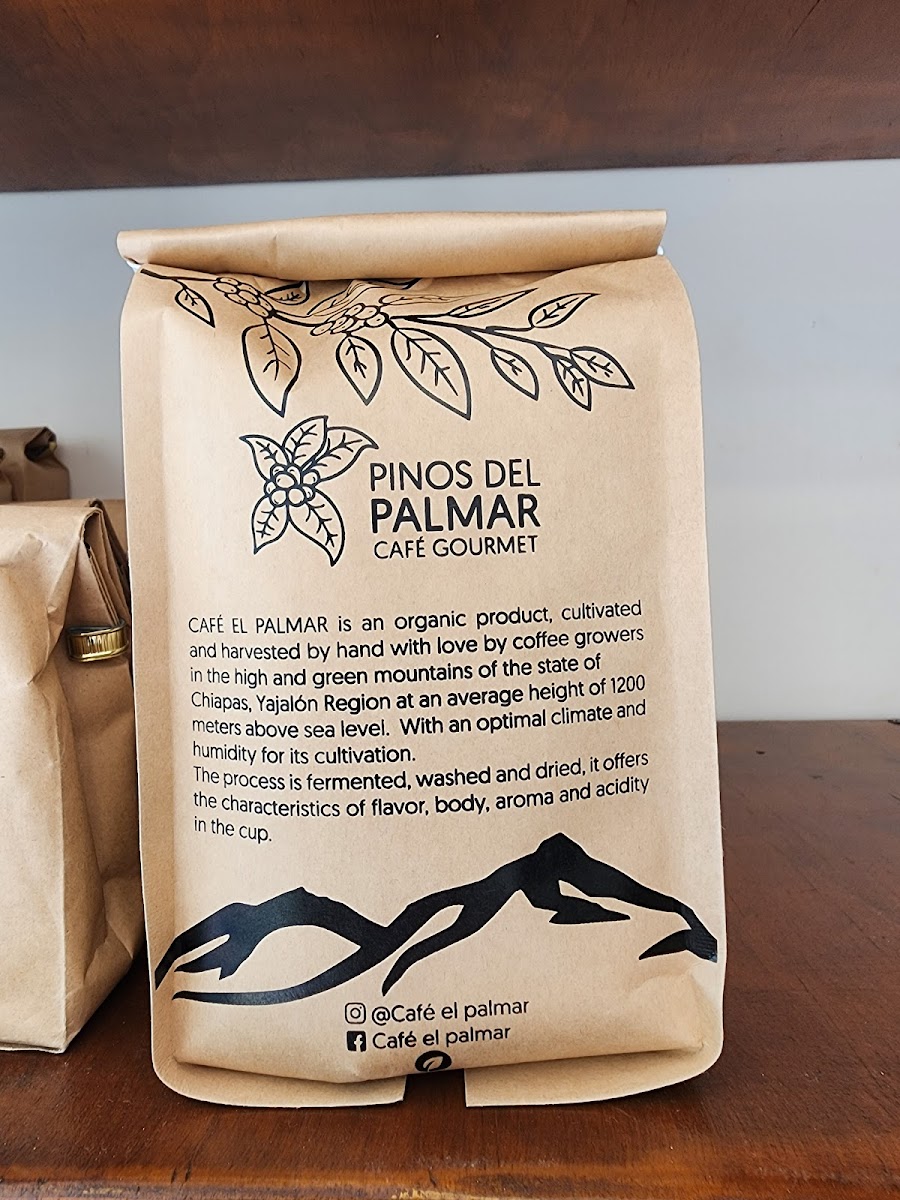 PINOS DEL
PALMAR
CAFÉ GOURMET
CAFÉ EL PALMAR is an organic product, cultivated
and harvested by hand with love by coffee growers
in the high and green mountains of the state of
Chiapas, Yajalón Region at an average height of 1200
meters above sea level. With an optimal climate and
humidity for its cultivation.
The process is fermented, washed and dried, it offers
the characteristics of flavor, body, aroma and acidity
in the cup.
@Café el palmar
Café el palmar